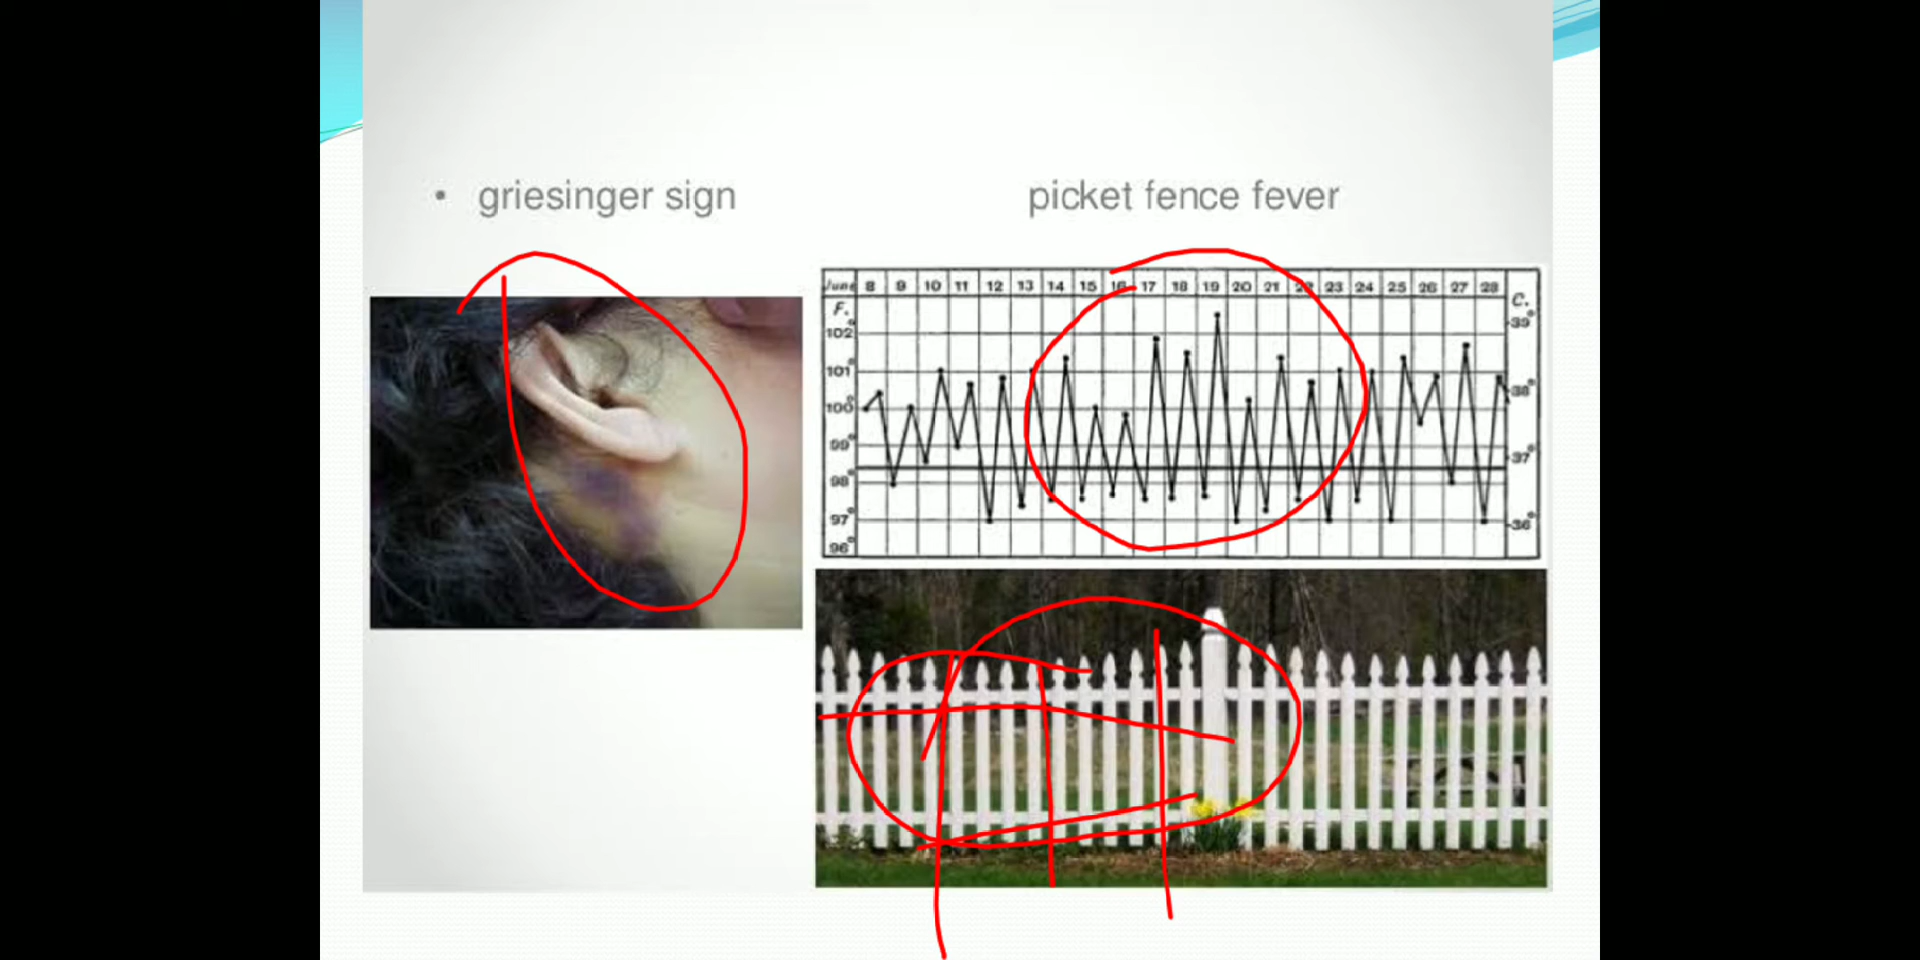 • griesinger sign
picket fence fever
June 8 9 10 11 12 13 14 15 16 17 18 19 20 21 22 23 24 25 26 27 28
F. C.
102° 39°
101°
38°
100°
99°
37°
98°
97° 36°
96°